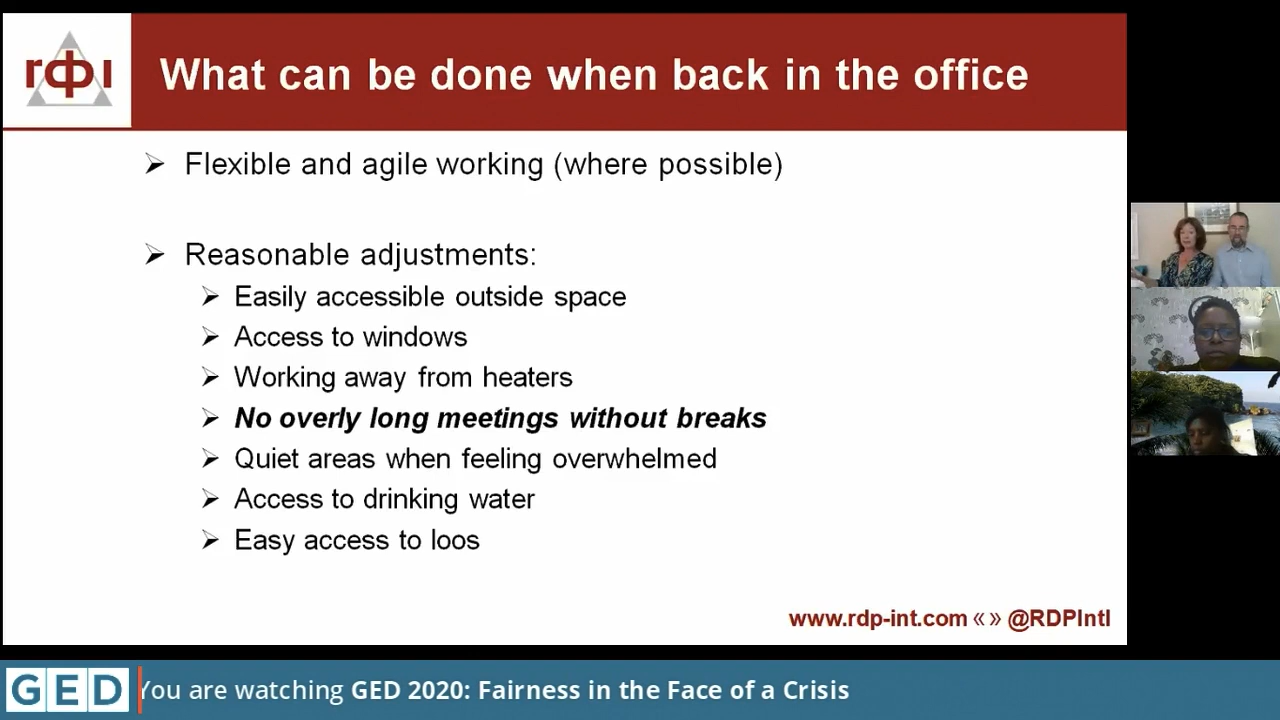 rфı
What can be done when back in the office
Flexible and agile working (where possible)
Reasonable adjustments:
Easily accessible outside space
Access to windows
Working away from heaters
No overly long meetings without breaks
Quiet areas when feeling overwhelmed
Access to drinking water
Easy access to loos
www.rdp-int.com «» @RDPIntl
GED You are watching GED 2020: Fairness in the Face of a Crisis